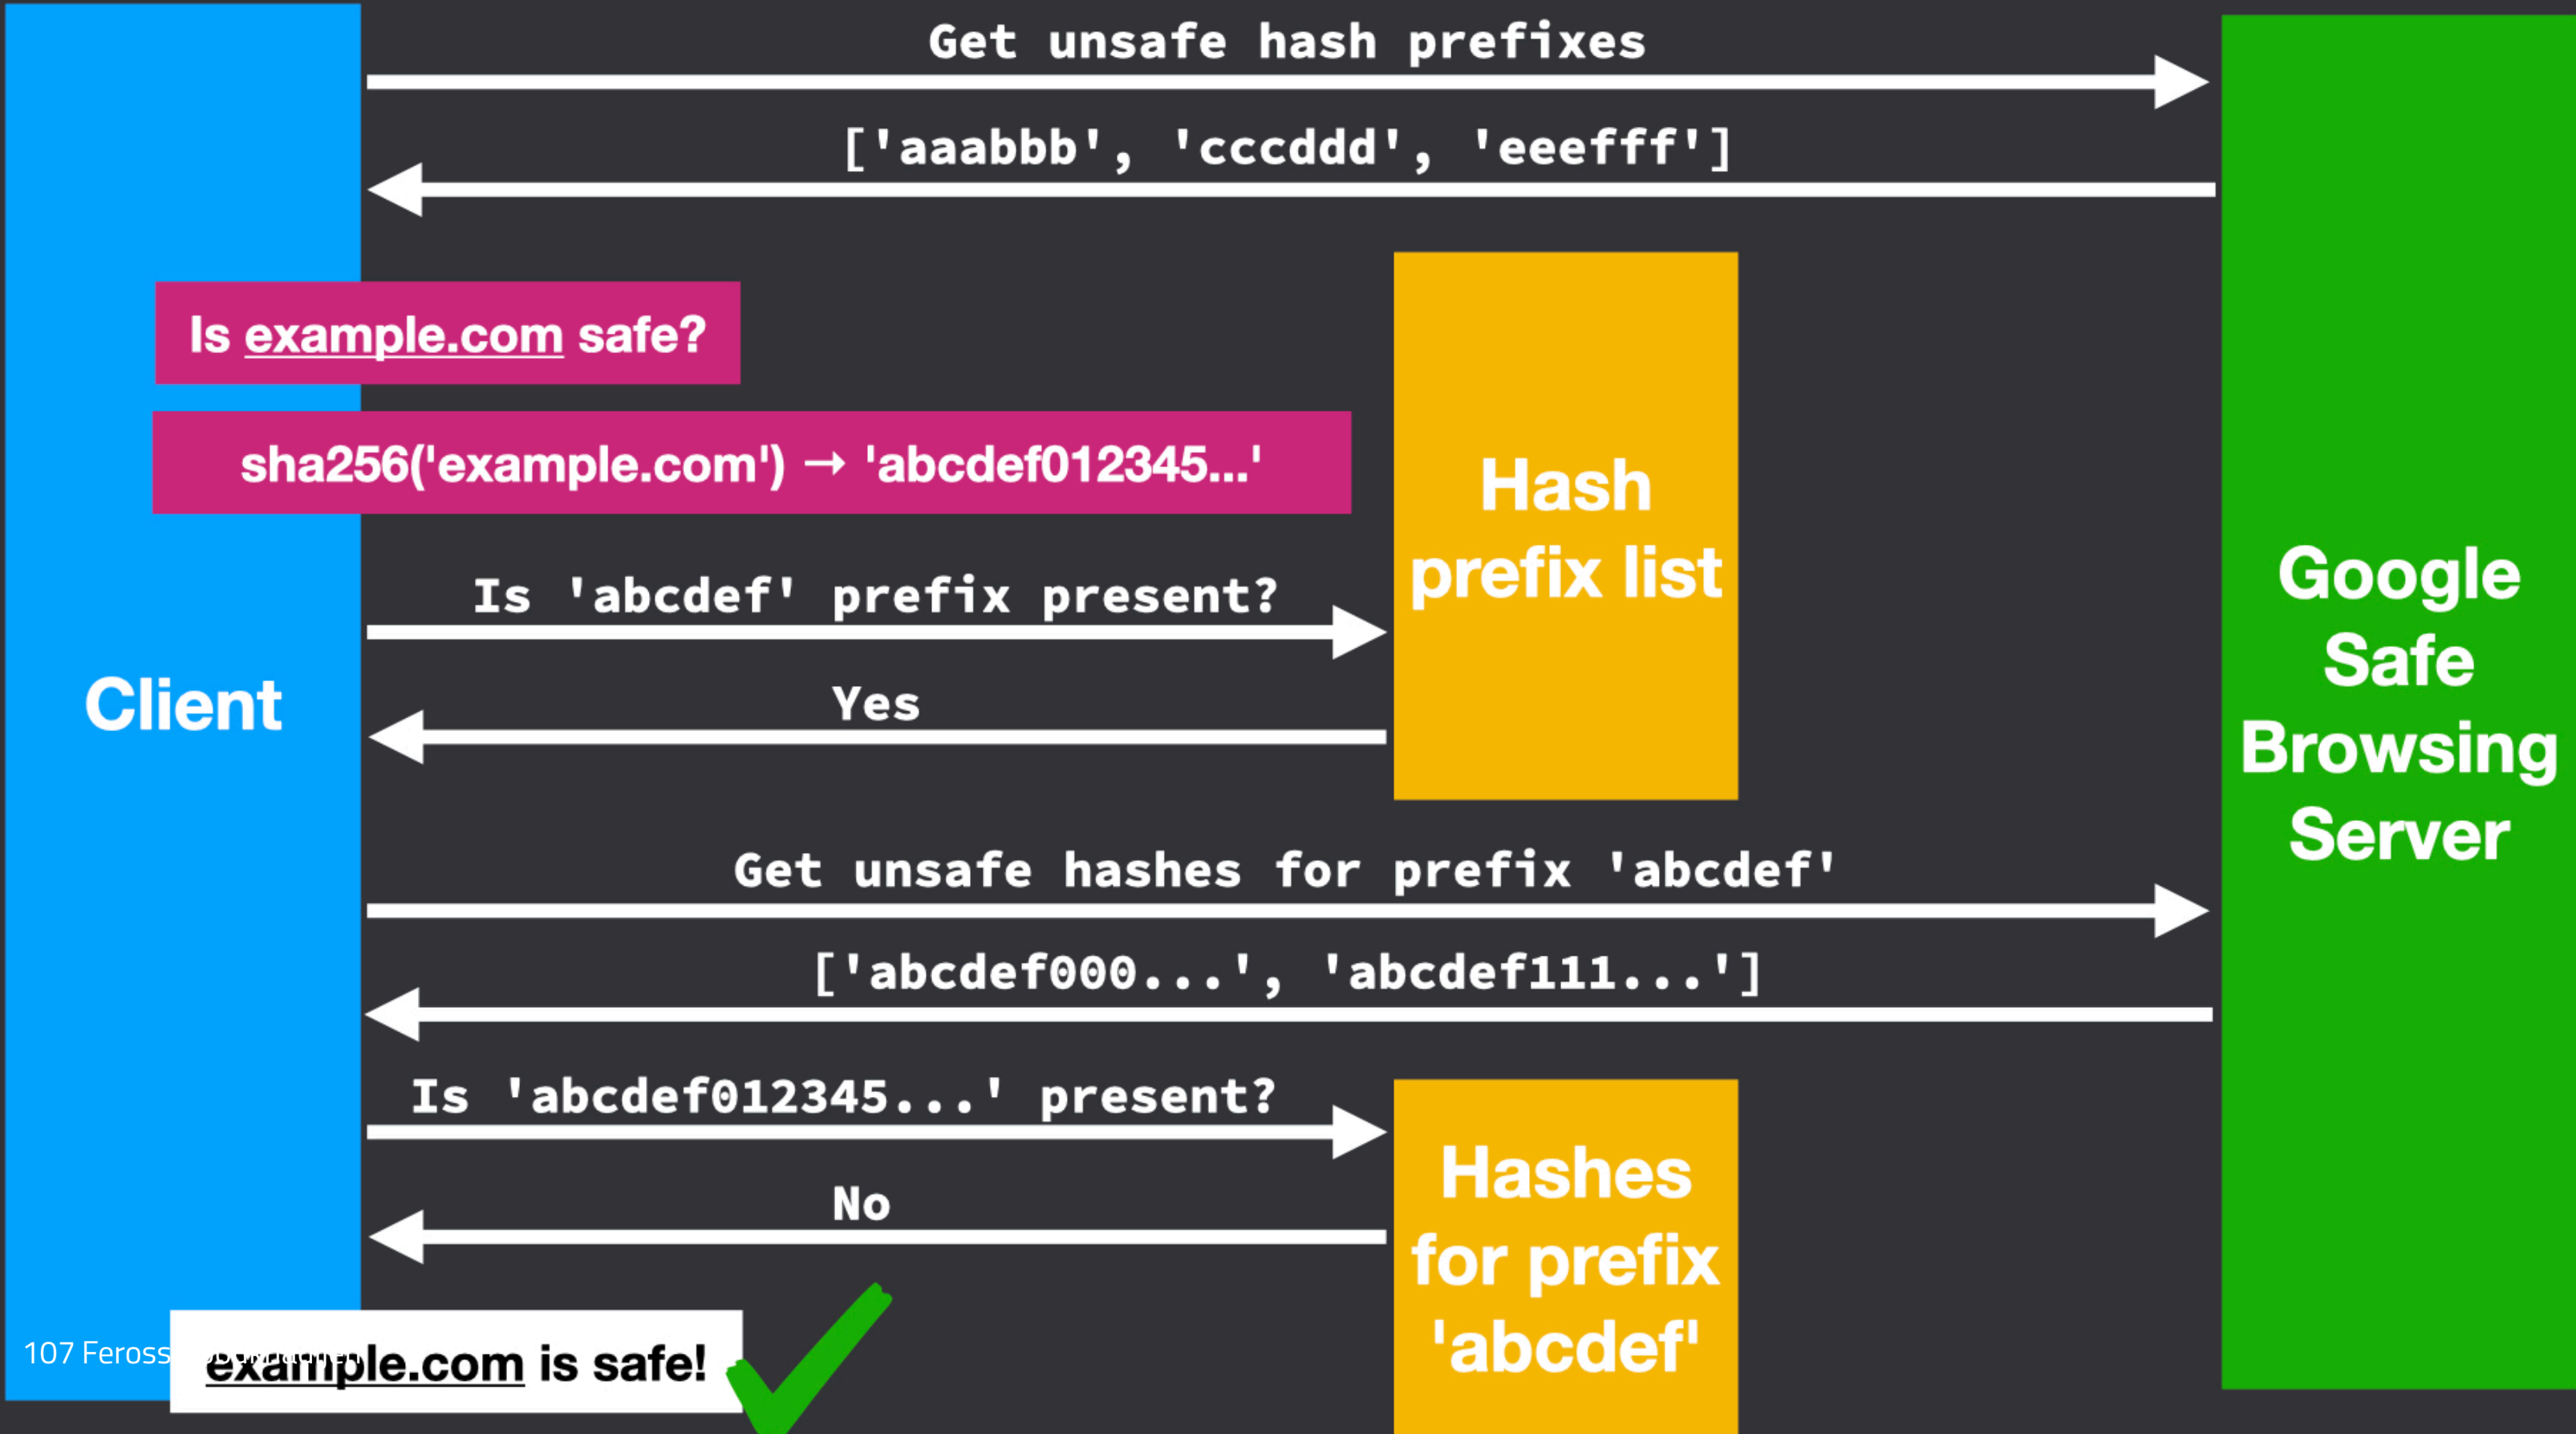 Get unsafe hash prefixes
['aaabbb', 'cccddd', 'eeefff']
Is example.com safe?
sha256('example.com') → 'abcdef012345...'
Hash
prefix list
Is 'abcdef' prefix present?
Yes
Client
Google
Safe
Browsing
Server
Get unsafe hashes for prefix 'abcdef'
['abcdef000...', 'abcdef111...']
Is 'abcdef012345...' present?
No
Hashes
for prefix
'abcdef'
107 Feross
example.com is safe!